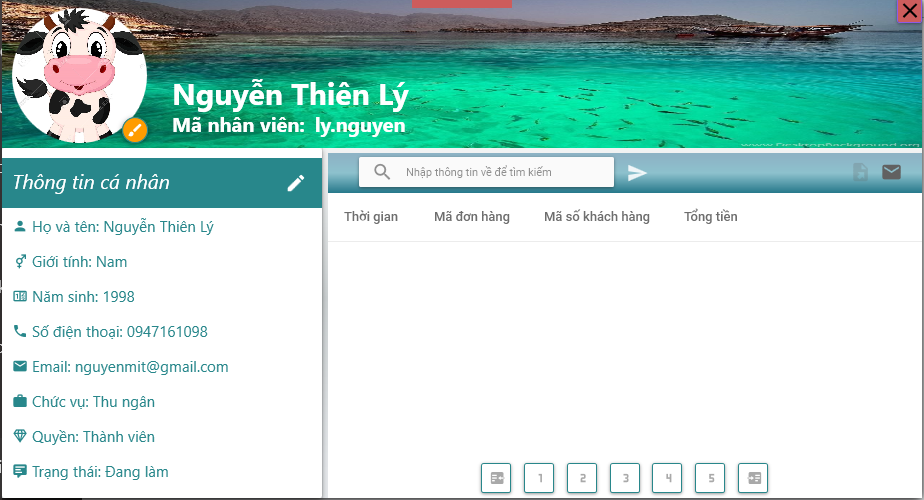 Nguyễn Thiên Lý
Mã nhân viên: ly.nguyen
www.DesktopBackground.org
Thông tin cá nhân
Họ và tên: Nguyễn Thiên Lý
Giới tính: Nam
Năm sinh: 1998
Số điện thoại: 0947161098
Email: nguyenmit@gmail.com
Chức vụ: Thu ngân
Quyền: Thành viên
Trạng thái: Đang làm
Nhập thông tin về để tìm kiếm
Thời gian Mã đơn hàng Mã số khách hàng Tổng tiền
1 2 3 4 5